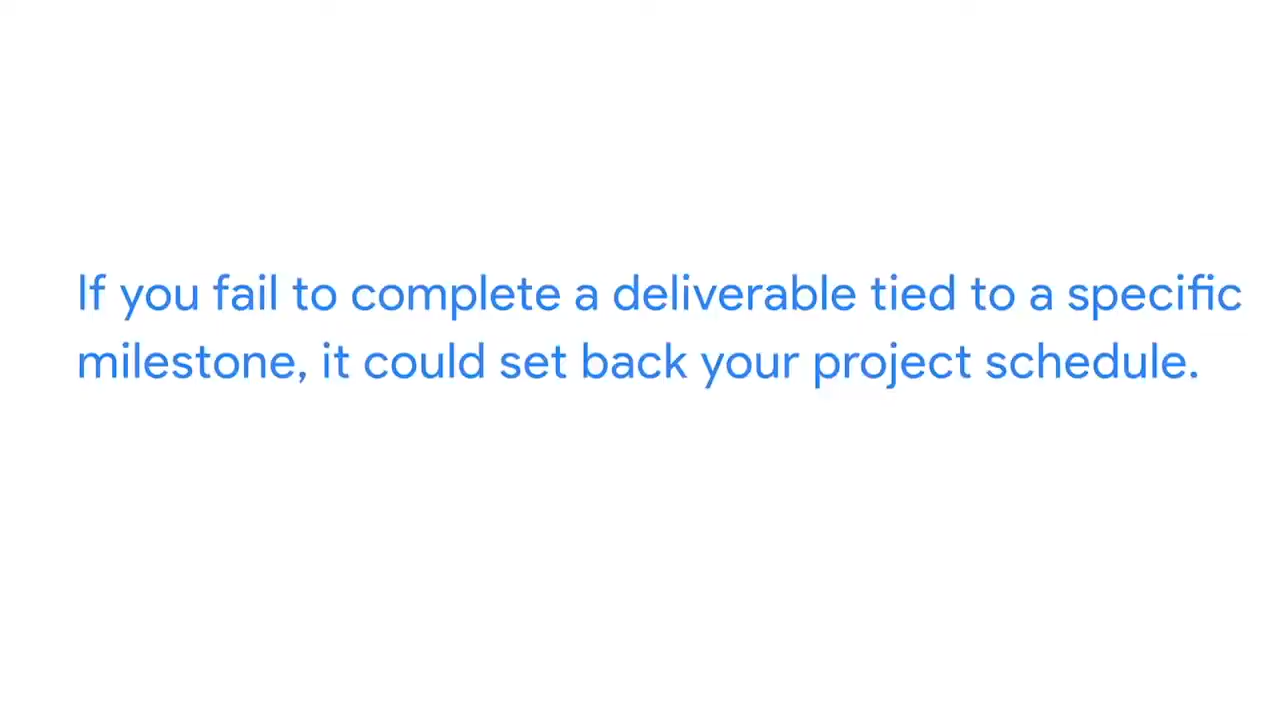 If you fail to complete a deliverable tied to a specific
milestone, it could set back your project schedule.